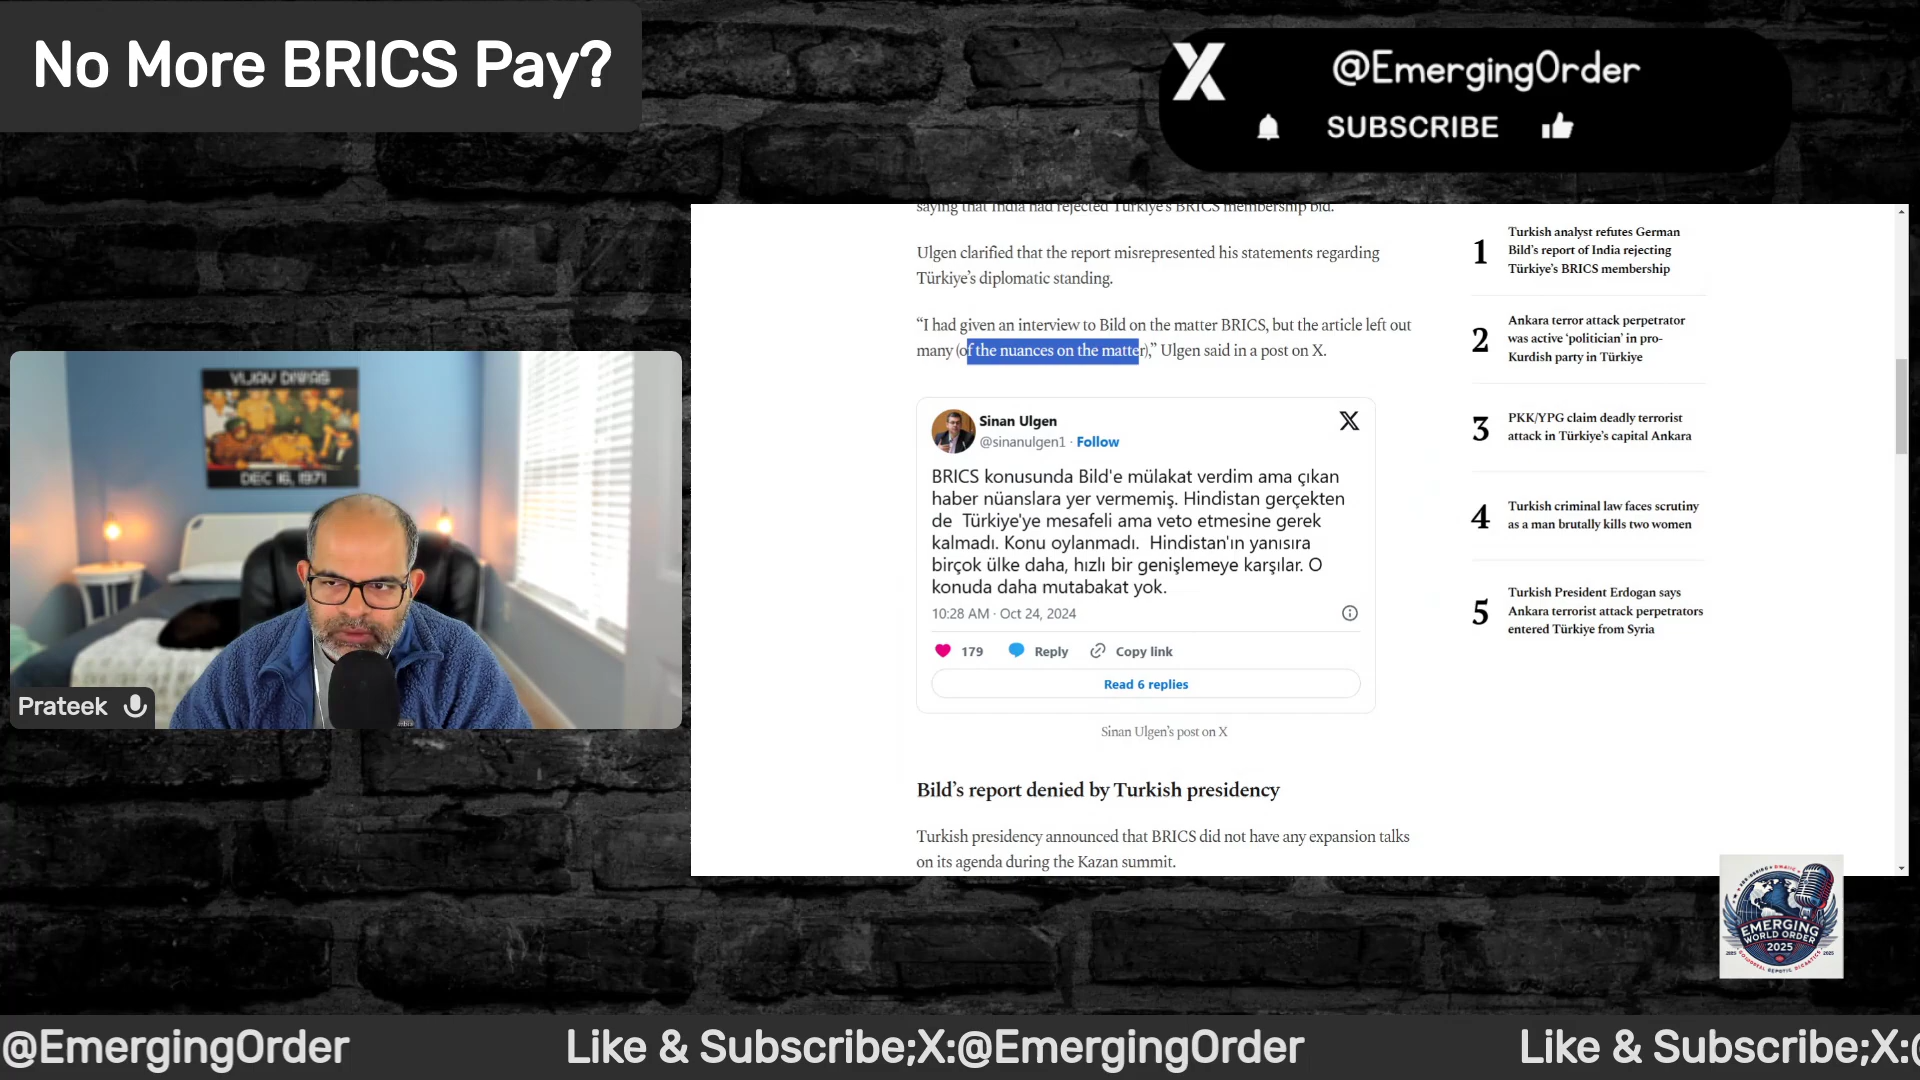 No More BRICS Pay?
X @EmergingOrder
SUBSCRIBE
saying that India had rejected Türkiye's BRICS membership bid.
Ulgen clarified that the report misrepresented his statements regarding
Türkiye's diplomatic standing.
“I had given an interview to Bild on the matter BRICS, but the article left out
many (of the nuances on the matter),” Ulgen said in a post on X.
Sinan Ulgen
@sinanulgen1 · Follow
BRICS konusunda Bild'e mülakat verdim ama çıkan
haber nüanslara yer vermemiş. Hindistan gerçekten
de Türkiye'ye mesafeli ama veto etmesine gerek
kalmadı. Konu oylanmadı. Hindistan'ın yanısıra
birçok ülke daha, hızlı bir genişlemeye karşılar. O
konuda daha mutabakat yok.
10:28 AM · Oct 24, 2024
179 Reply Copy link
Read 6 replies
Sinan Ulgen's post on X
Bild’s report denied by Turkish presidency
Turkish presidency announced that BRICS did not have any expansion talks
on its agenda during the Kazan summit.
1
Turkish analyst refutes German
Bild’s report of India rejecting
Türkiye’s BRICS membership
2
Ankara terror attack perpetrator
was active ‘politician’ in pro-
Kurdish party in Türkiye
3
PKK/YPG claim deadly terrorist
attack in Türkiye’s capital Ankara
4
Turkish criminal law faces scrutiny
as a man brutally kills two women
5
Turkish President Erdogan says
Ankara terrorist attack perpetrators
entered Türkiye from Syria
VIJAY DIWAS
DEC 16, 1971
Prateek
EMERGING
WORLD ORDER
2025
@EmergingOrder Like & Subscribe;X:@EmergingOrder Like & Subscribe;X:@